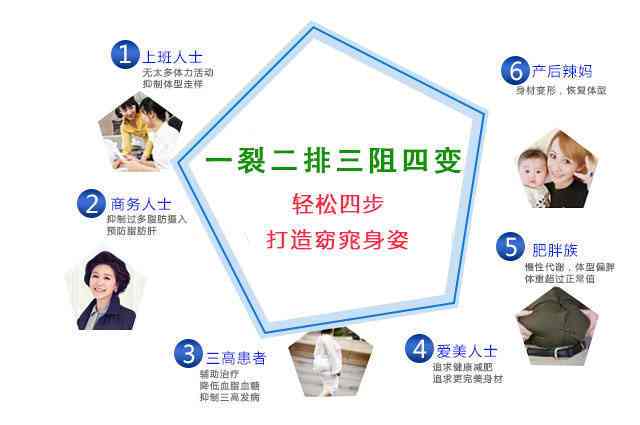 1 上班人士
无太多体力活动
抑制体型走样
2 商务人士
抑制过多脂肪摄入
预防脂肪肝
3 三高患者
辅助治疗
降低血脂血糖
抑制三高发病
4 爱美人士
追求健康减肥
追求更完美身材
5 肥胖族
慢性代谢，体型偏胖
体重超过正常值
6 产后辣妈
身材变形，恢复体型
一裂二排三阻四变
轻松四步
打造窈窕身姿